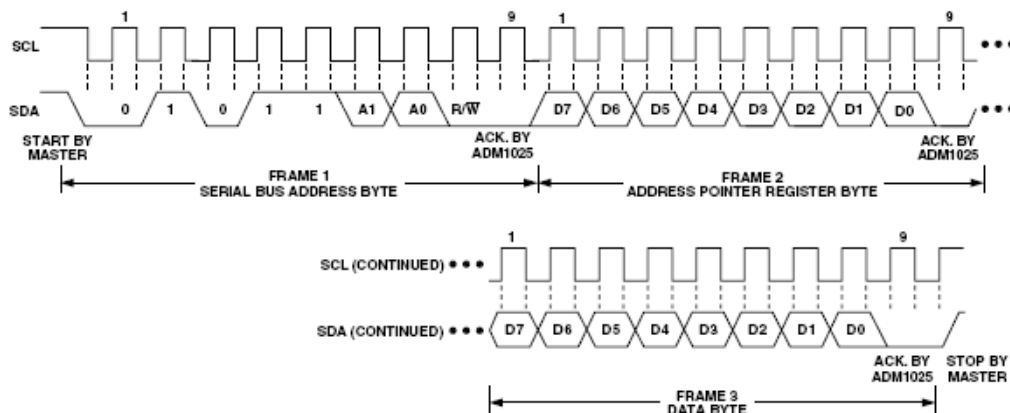 1 9 1 9
SCL
SDA 0 1 0 1 1 A1 A0 R/W̅ D7 D6 D5 D4 D3 D2 D1 D0
START BY
MASTER
ACK. BY
ADM1025
ACK. BY
ADM1025
FRAME 1
SERIAL BUS ADDRESS BYTE
FRAME 2
ADDRESS POINTER REGISTER BYTE
1 9
SCL (CONTINUED)
SDA (CONTINUED) D7 D6 D5 D4 D3 D2 D1 D0
ACK. BY
ADM1025
STOP BY
MASTER
FRAME 3
DATA BYTE